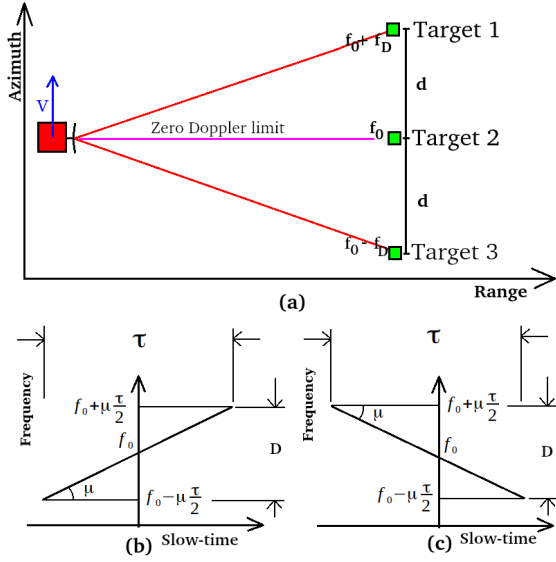 Azimuth
V
Zero Doppler limit
f0+ fD
f0
f0- fD
Target 1
d
Target 2
d
Target 3
Range
(a)
τ
Frequency
f0+μτ/2
f0
μ
f0−μτ/2
D
(b)
Slow-time
τ
Frequency
μ
f0+μτ/2
f0
f0−μτ/2
D
(c)
Slow-time